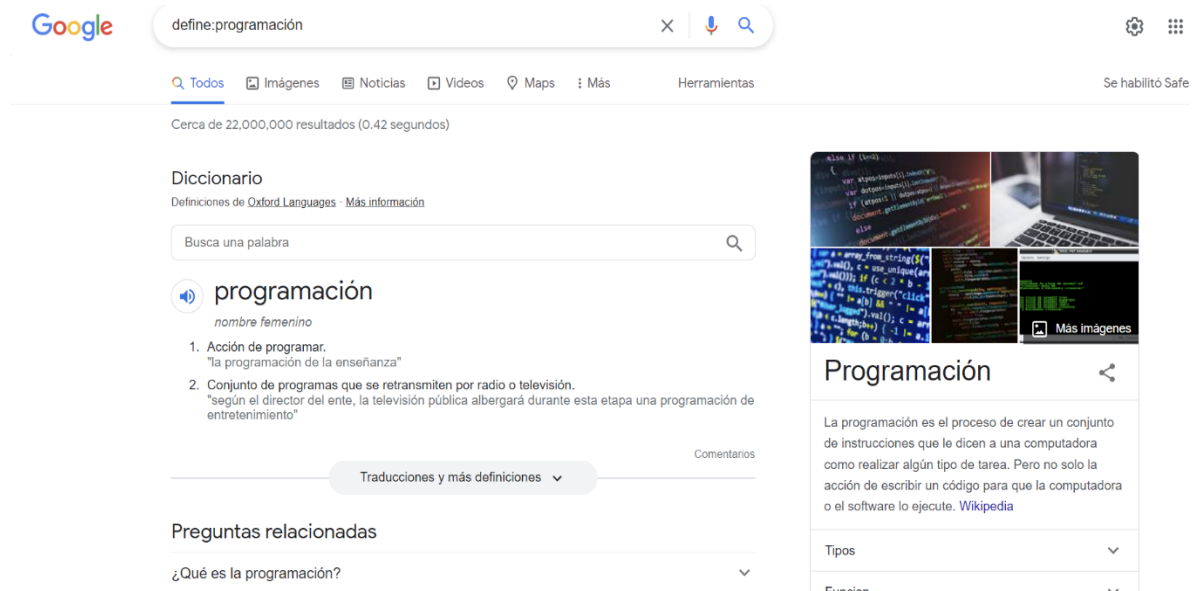 Google
define:programación
Todos Imágenes Noticias Videos Maps Más Herramientas Se habilitó Safe
Cerca de 22,000,000 resultados (0.42 segundos)
Diccionario
Definiciones de Oxford Languages · Más información
Busca una palabra
programación
nombre femenino
1. Acción de programar.
"la programación de la enseñanza"
2. Conjunto de programas que se retransmiten por radio o televisión.
"según el director del ente, la televisión pública albergará durante esta etapa una programación de
entretenimiento"
Comentarios
Traducciones y más definiciones
Preguntas relacionadas
¿Qué es la programación?
Más imágenes
Programación
La programación es el proceso de crear un conjunto
de instrucciones que le dicen a una computadora
como realizar algún tipo de tarea. Pero no solo la
acción de escribir un código para que la computadora
o el software lo ejecute. Wikipedia
Tipos